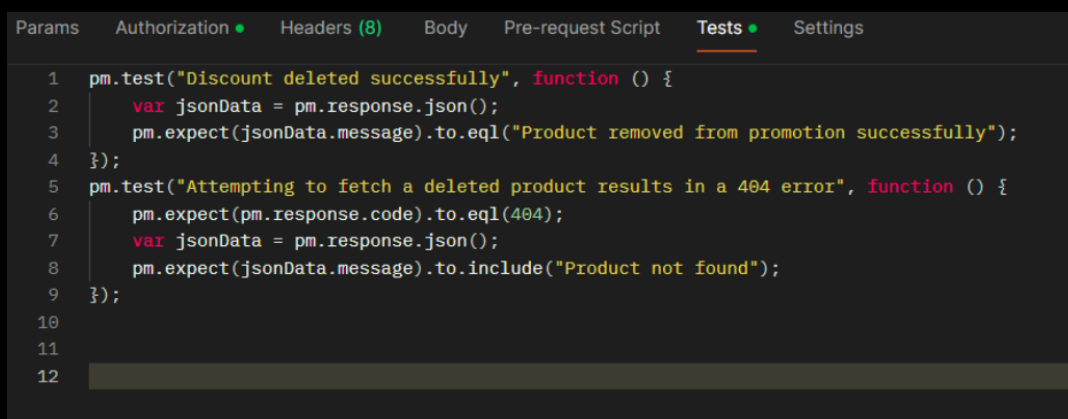 Params Authorization Headers (8) Body Pre-request Script Tests Settings
1 pm.test("Discount deleted successfully", function () {
2 var jsonData = pm.response.json();
3 pm.expect(jsonData.message).to.eql("Product removed from promotion successfully");
4 });
5 pm.test("Attempting to fetch a deleted product results in a 404 error", function () {
6 pm.expect(pm.response.code).to.eql(404);
7 var jsonData = pm.response.json();
8 pm.expect(jsonData.message).to.include("Product not found");
9 });
10
11
12